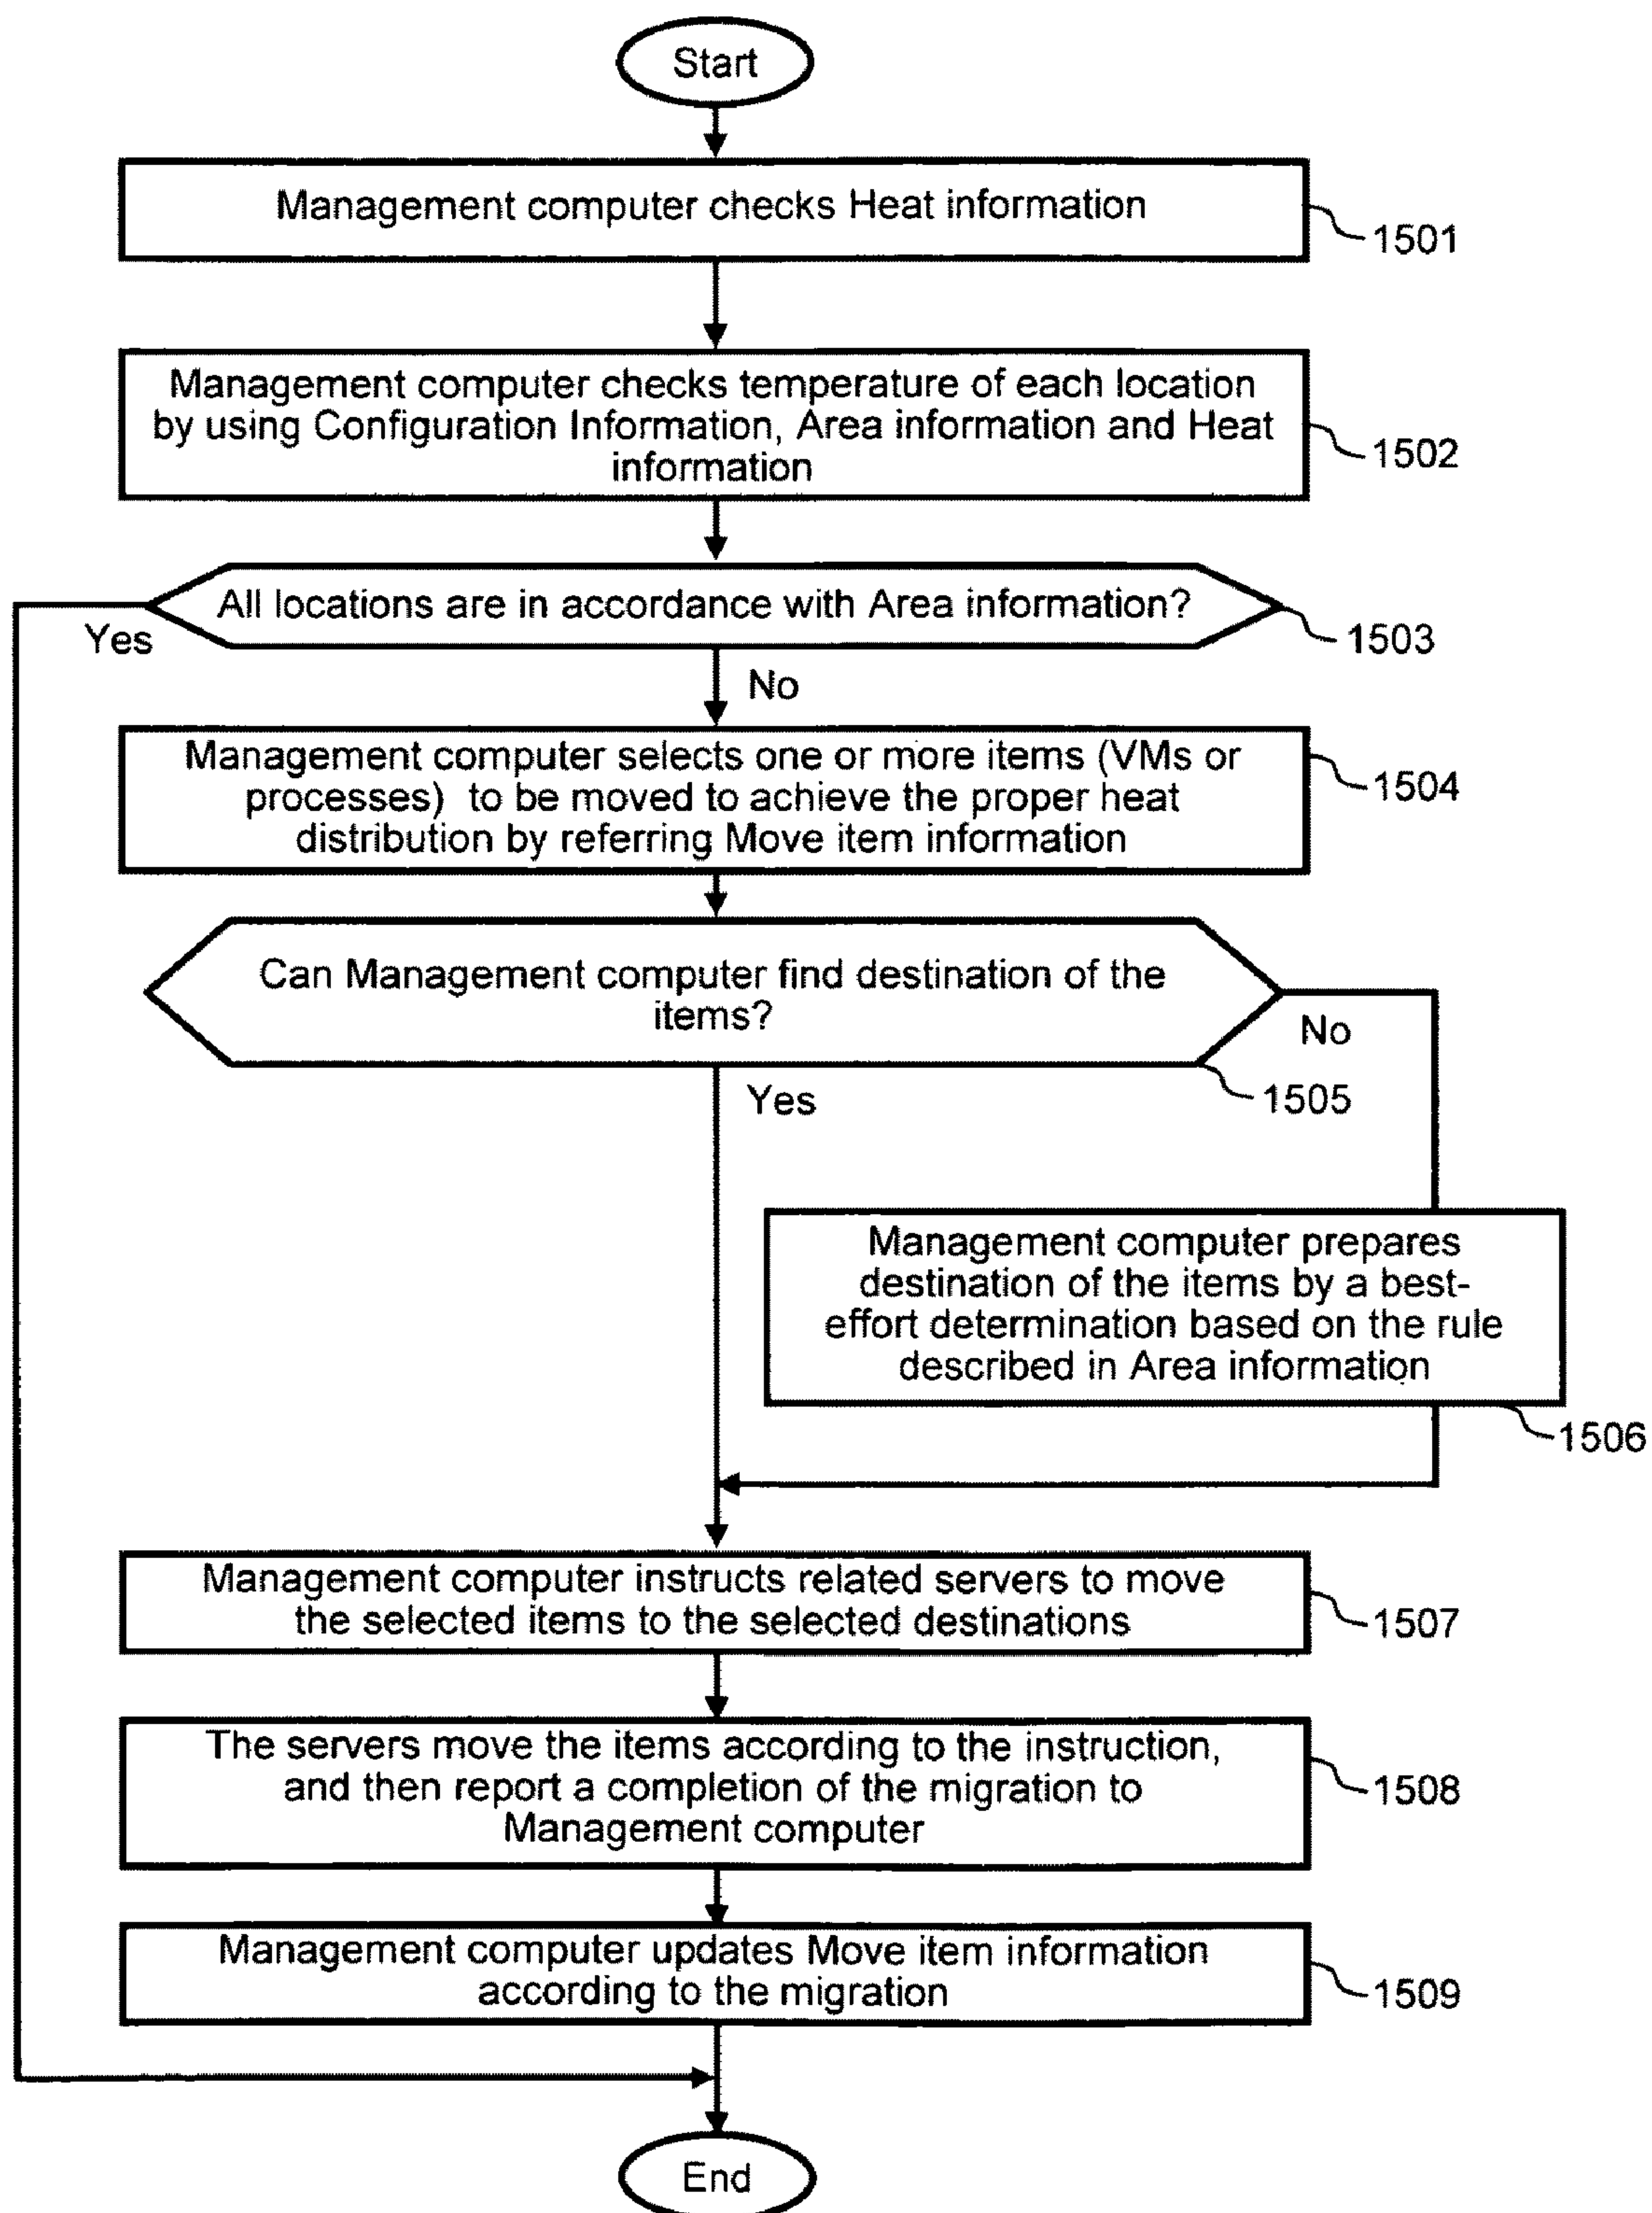 Start
Management computer checks Heat information
1501
Management computer checks temperature of each location
by using Configuration Information, Area information and Heat
information
1502
All locations are in accordance with Area information?
1503
Yes
No
Management computer selects one or more items (VMs or
processes) to be moved to achieve the proper heat
distribution by referring Move item information
1504
Can Management computer find destination of the
items?
No
1505
Yes
Management computer prepares
destination of the items by a best-
effort determination based on the rule
described in Area information
1506
Management computer instructs related servers to move
the selected items to the selected destinations
1507
The servers move the items according to the instruction,
and then report a completion of the migration to
Management computer
1508
Management computer updates Move item information
according to the migration
1509
End